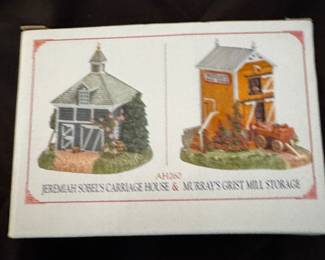 AH260
JEREMIAH SOBEL'S CARRIAGE HOUSE & MURRAY'S GRIST MILL STORAGE